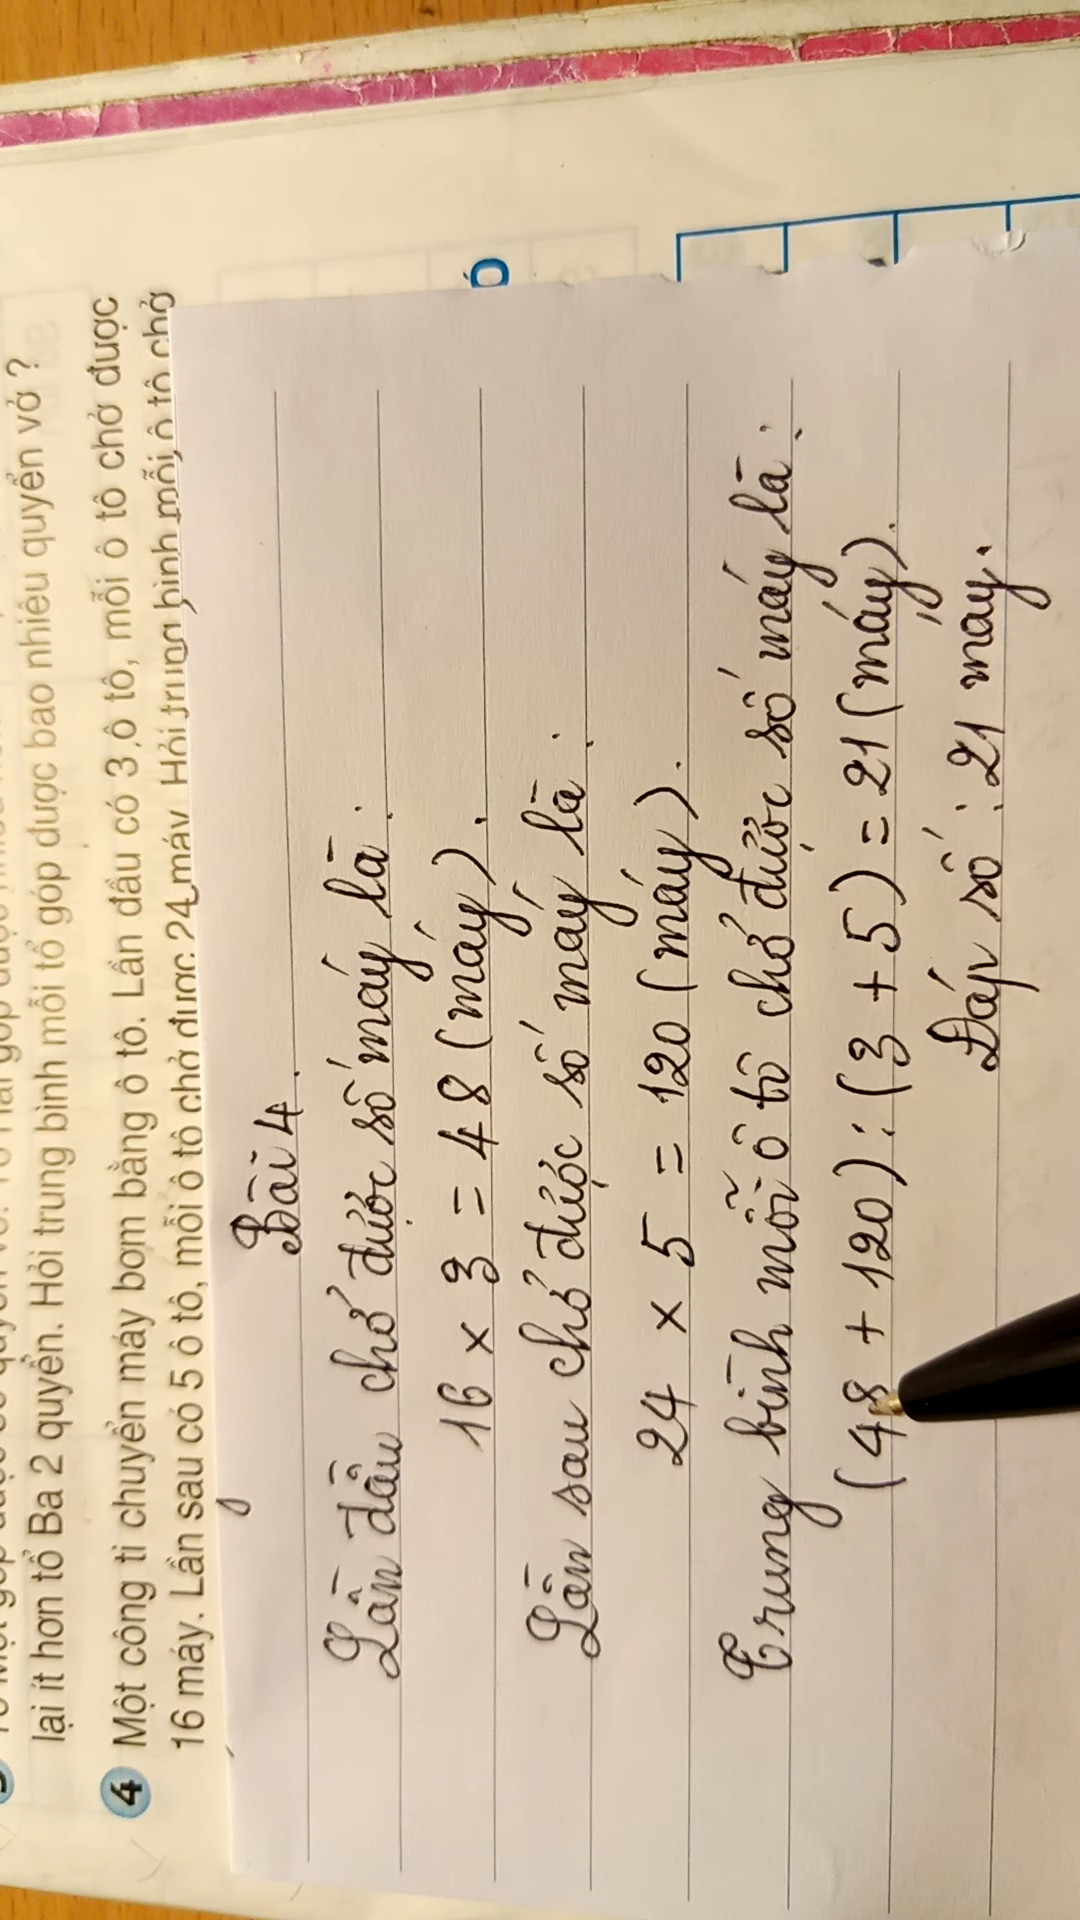 lại ít hơn tổ Ba 2 quyển. Hỏi trung bình mỗi tổ góp được bao nhiêu quyển vở ?
4 Một công ti chuyển máy bơm bằng ô tô. Lần đầu có 3 ô tô, mỗi ô tô chở được
16 máy. Lần sau có 5 ô tô, mỗi ô tô chở được 24 máy. Hỏi trung bình mỗi ô tô chở
Bài 4.
Lần đầu chở được số máy là:
16 x 3 = 48 (máy).
Lần sau chở được số máy là:
24 x 5 = 120 (máy).
Trung bình mỗi ô tô chở được số máy là:
(48 + 120) : (3 + 5) = 21 (máy).
Đáp số: 21 máy.